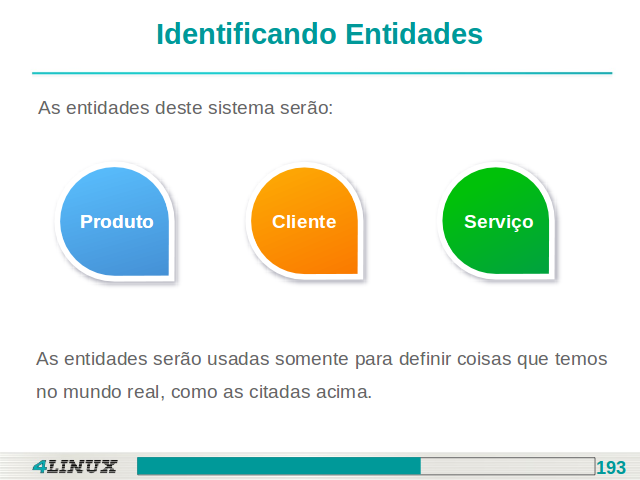 Identificando Entidades
As entidades deste sistema serão:
Produto
Cliente
Serviço
As entidades serão usadas somente para definir coisas que temos
no mundo real, como as citadas acima.
4LINUX
193